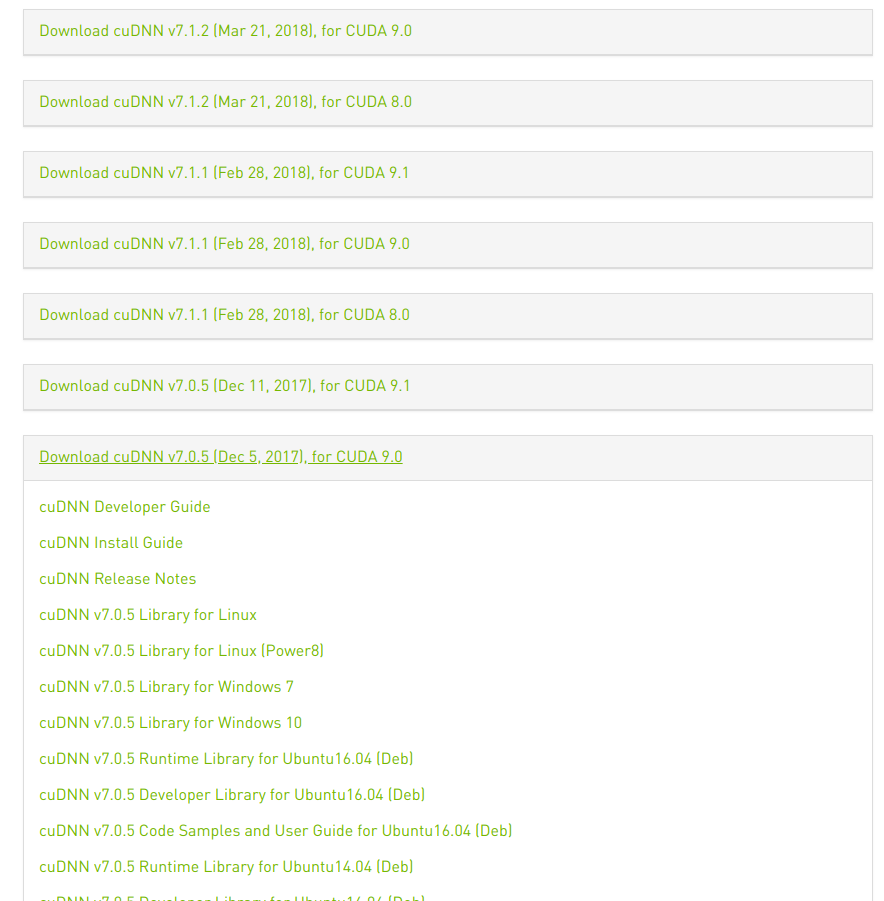 Download cuDNN v7.1.2 (Mar 21, 2018), for CUDA 9.0
Download cuDNN v7.1.2 (Mar 21, 2018), for CUDA 8.0
Download cuDNN v7.1.1 (Feb 28, 2018), for CUDA 9.1
Download cuDNN v7.1.1 (Feb 28, 2018), for CUDA 9.0
Download cuDNN v7.1.1 (Feb 28, 2018), for CUDA 8.0
Download cuDNN v7.0.5 (Dec 11, 2017), for CUDA 9.1
Download cuDNN v7.0.5 (Dec 5, 2017), for CUDA 9.0
cuDNN Developer Guide
cuDNN Install Guide
cuDNN Release Notes
cuDNN v7.0.5 Library for Linux
cuDNN v7.0.5 Library for Linux (Power8)
cuDNN v7.0.5 Library for Windows 7
cuDNN v7.0.5 Library for Windows 10
cuDNN v7.0.5 Runtime Library for Ubuntu16.04 (Deb)
cuDNN v7.0.5 Developer Library for Ubuntu16.04 (Deb)
cuDNN v7.0.5 Code Samples and User Guide for Ubuntu16.04 (Deb)
cuDNN v7.0.5 Runtime Library for Ubuntu14.04 (Deb)